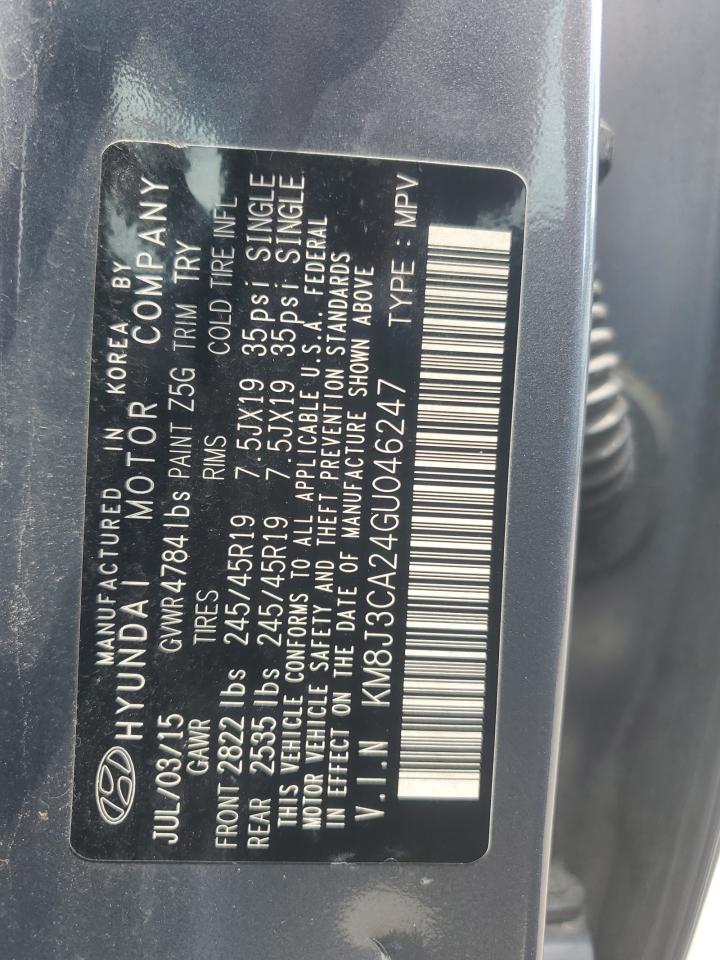 MANUFACTURED IN KOREA BY
HYUNDAI MOTOR COMPANY
JUL/03/15 GVWR4784lbs PAINT Z5G TRIM TRY
GAWR TIRES RIMS COLD TIRE INFL
FRONT 2822 lbs 245/45R19 7.5JX19 35psi SINGLE
REAR 2535 lbs 245/45R19 7.5JX19 35psi SINGLE
THIS VEHICLE CONFORMS TO ALL APPLICABLE U.S.A. FEDERAL
MOTOR VEHICLE SAFETY AND THEFT PREVENTION STANDARDS
IN EFFECT ON THE DATE OF MANUFACTURE SHOWN ABOVE
V.I.N KM8J3CA24GU046247 TYPE : MPV